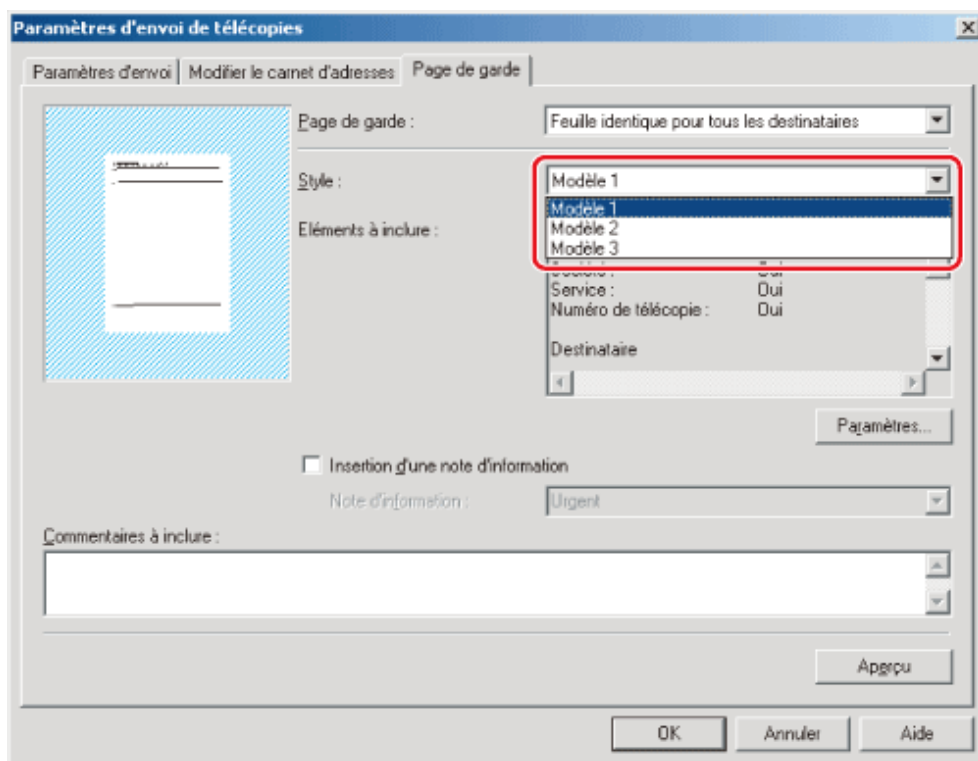 Paramètres d'envoi de télécopies
Paramètres d'envoi Modifier le carnet d'adresses Page de garde
Page de garde : Feuille identique pour tous les destinataires
Style : Modèle 1
Modèle 1
Modèle 2
Modèle 3
Eléments à inclure :
Service : Oui
Numéro de télécopie : Oui
Destinataire
Paramètres...
Insertion d'une note d'information
Note d'information : Urgent
Commentaires à inclure :
Aperçu
OK Annuler Aide